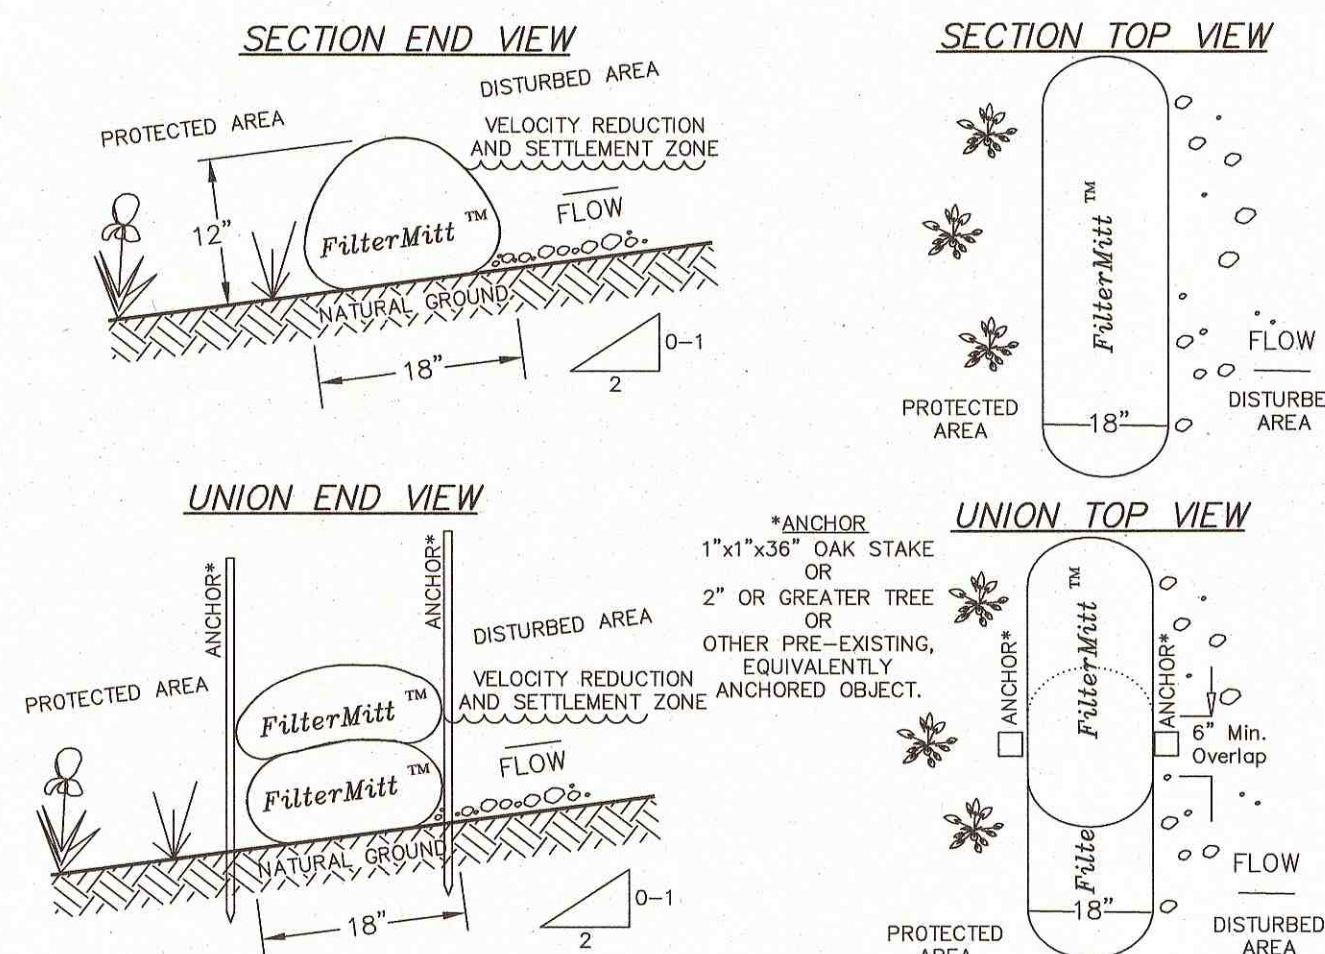 SECTION END VIEW
PROTECTED AREA
DISTURBED AREA
VELOCITY REDUCTION
AND SETTLEMENT ZONE
12"
FilterMitt ™
FLOW
NATURAL GROUND
18"
0-1
2
SECTION TOP VIEW
FilterMitt ™
FLOW
PROTECTED
AREA
18"
DISTURBE
AREA
UNION END VIEW
ANCHOR*
ANCHOR*
PROTECTED AREA
DISTURBED AREA
VELOCITY REDUCTION
AND SETTLEMENT ZONE
FilterMitt ™
FilterMitt ™
FLOW
NATURAL GROUND
18"
0-1
2
*ANCHOR
1"x1"x36" OAK STAKE
OR
2" OR GREATER TREE
OR
OTHER PRE-EXISTING,
EQUIVALENTLY
ANCHORED OBJECT.
UNION TOP VIEW
FilterMitt ™
ANCHOR*
ANCHOR*
6" Min.
Overlap
Filte
FLOW
18"
PROTECTED
AREA
DISTURBED
AREA